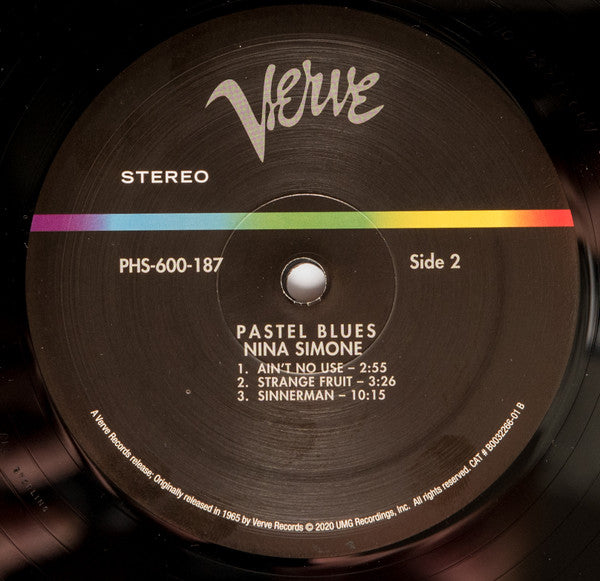 Verve
STEREO
PHS-600-187
Side 2
PASTEL BLUES
NINA SIMONE
1. AIN'T NO USE – 2:55
2. STRANGE FRUIT – 3:26
3. SINNERMAN – 10:15
A Verve Records release; Originally released in 1965 by Verve Records © 2020 UMG Recordings, Inc. All rights reserved. CAT # B0032266-01 B